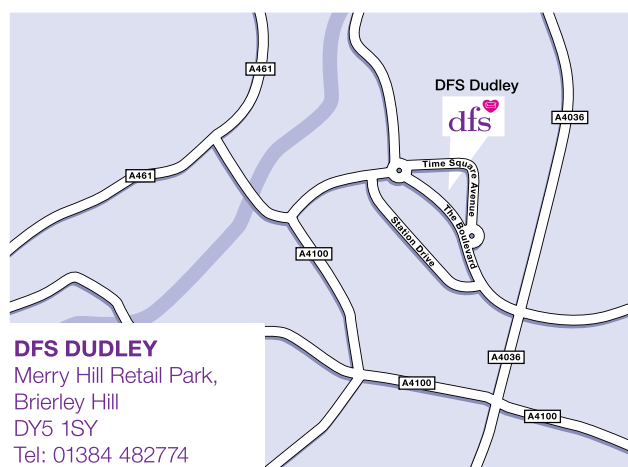 A461
DFS Dudley
dfs
A4036
A461
Time Square Avenue
The Boulevard
Station Drive
A4100
A4036
A4100
A4100
DFS DUDLEY
Merry Hill Retail Park,
Brierley Hill
DY5 1SY
Tel: 01384 482774